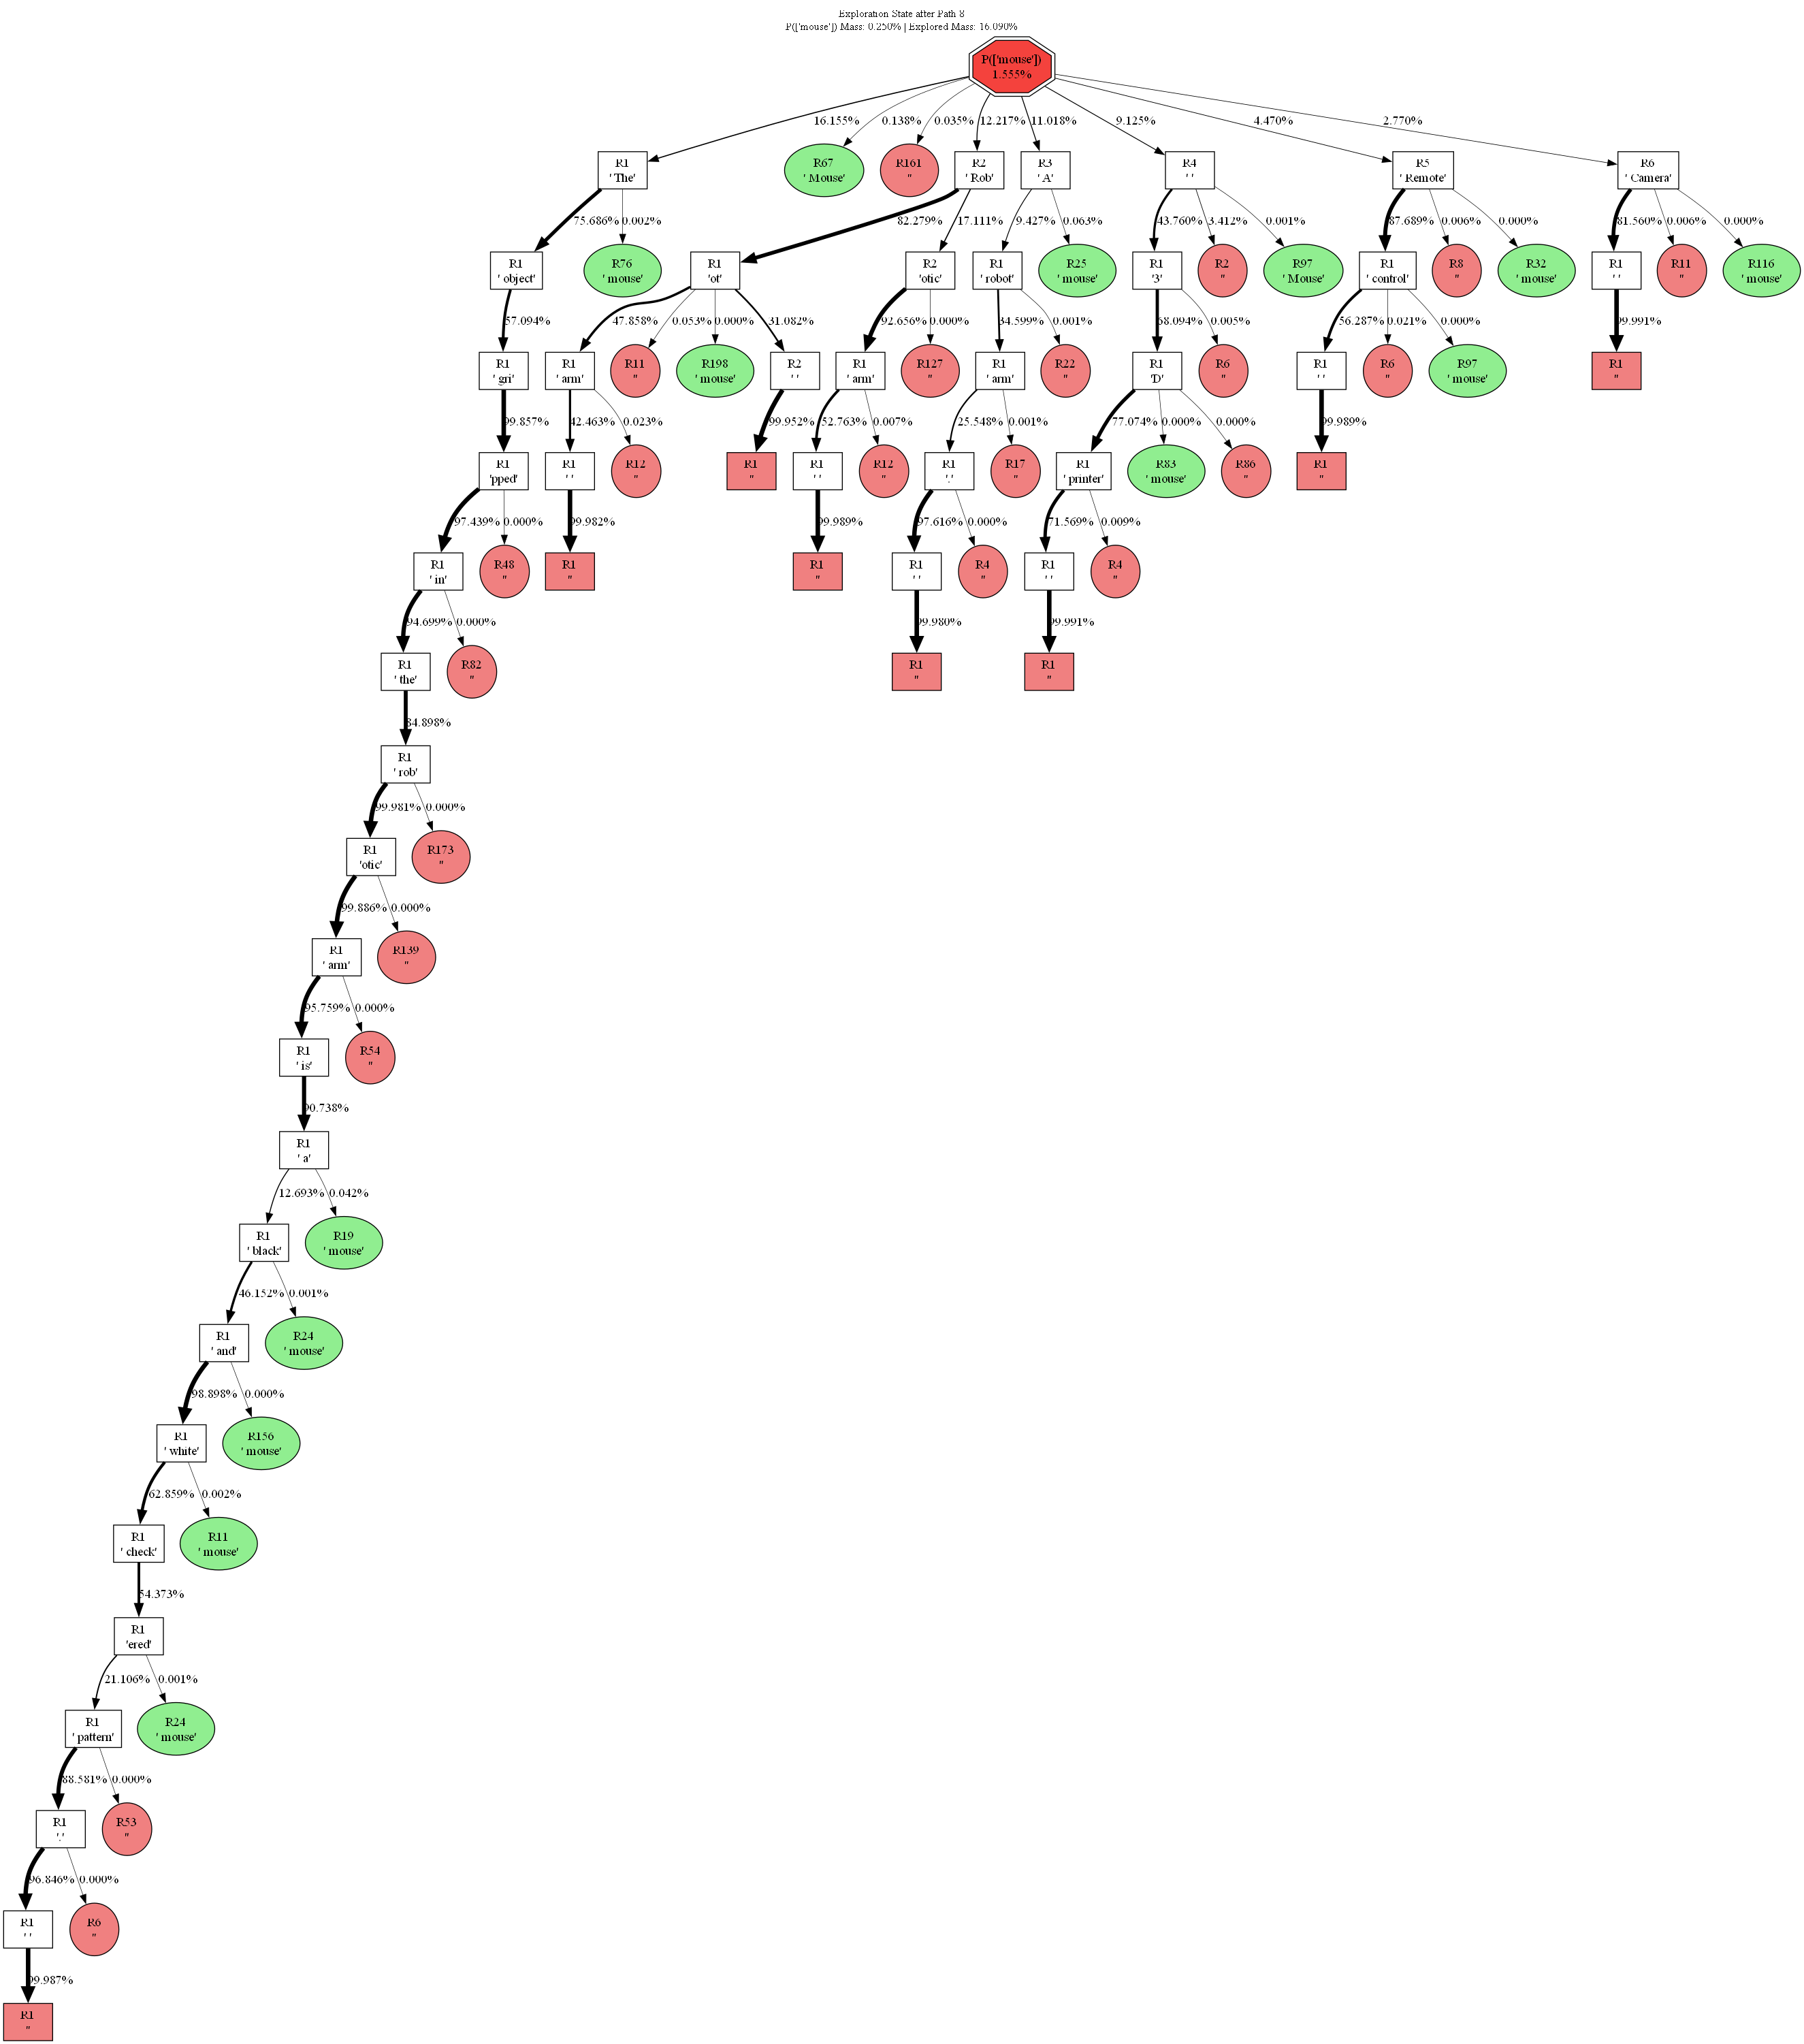 Exploration State after Path 8
P(['mouse']) Mass: 0.250% | Explored Mass: 16.090%
P(['mouse'])
1.555%
16.155% 0.138% 0.035% 12.217% 11.018% 9.125% 4.470% 2.770%
R1 R67 R161 R2 R3 R4 R5 R6
' The' ' Mouse' '' ' Rob' ' A' ' ' ' Remote' ' Camera'
75.686% 0.002% 82.279% 17.111% 9.427% 0.063% 43.760% 3.412% 0.001% 87.689% 0.006% 0.000% 81.560% 0.006% 0.000%
R1 R76 R1 R2 R1 R25 R1 R2 R97 R1 R8 R32 R1 R11 R116
' object' ' mouse' 'ot' 'otic' ' robot' ' mouse' '3' '' ' Mouse' ' control' '' ' mouse' ' ' '' ' mouse'
57.094% 47.858% 0.053% 0.000% 31.082% 92.656% 0.000% 34.599% 0.001% 68.094% 0.005% 56.287% 0.021% 0.000% 99.991%
R1 R1 R11 R198 R2 R1 R127 R1 R22 R1 R6 R1 R6 R97 R1
' gri' ' arm' '' ' mouse' ' ' ' arm' '' ' arm' '' 'D' '' ' ' '' ' mouse' ''
99.857% 42.463% 0.023% 99.952% 52.763% 0.007% 25.548% 0.001% 77.074% 0.000% 0.000% 99.989%
R1 R1 R12 R1 R1 R12 R1 R17 R1 R83 R86 R1
'pped' ' ' '' '' ' ' '' '.' '' ' printer' ' mouse' '' ''
97.439% 0.000% 99.982% 99.989% 97.616% 0.000% 71.569% 0.009%
R1 R48 R1 R1 R1 R4 R1 R4
' in' '' '' '' ' ' '' ' ' ''
94.699% 0.000% 99.980% 99.991%
R1 R82 R1 R1
' the' '' '' ''
84.898%
R1
' rob'
99.981% 0.000%
R1 R173
'otic' ''
99.886% 0.000%
R1 R139
' arm' ''
95.759% 0.000%
R1 R54
' is' ''
90.738%
R1
' a'
12.693% 0.042%
R1 R19
' black' ' mouse'
46.152% 0.001%
R1 R24
' and' ' mouse'
98.898% 0.000%
R1 R156
' white' ' mouse'
62.859% 0.002%
R1 R11
' check' ' mouse'
54.373%
R1
'ered'
21.106% 0.001%
R1 R24
' pattern' ' mouse'
88.581% 0.000%
R1 R53
'.' ''
96.846% 0.000%
R1 R6
' ' ''
99.987%
R1
''